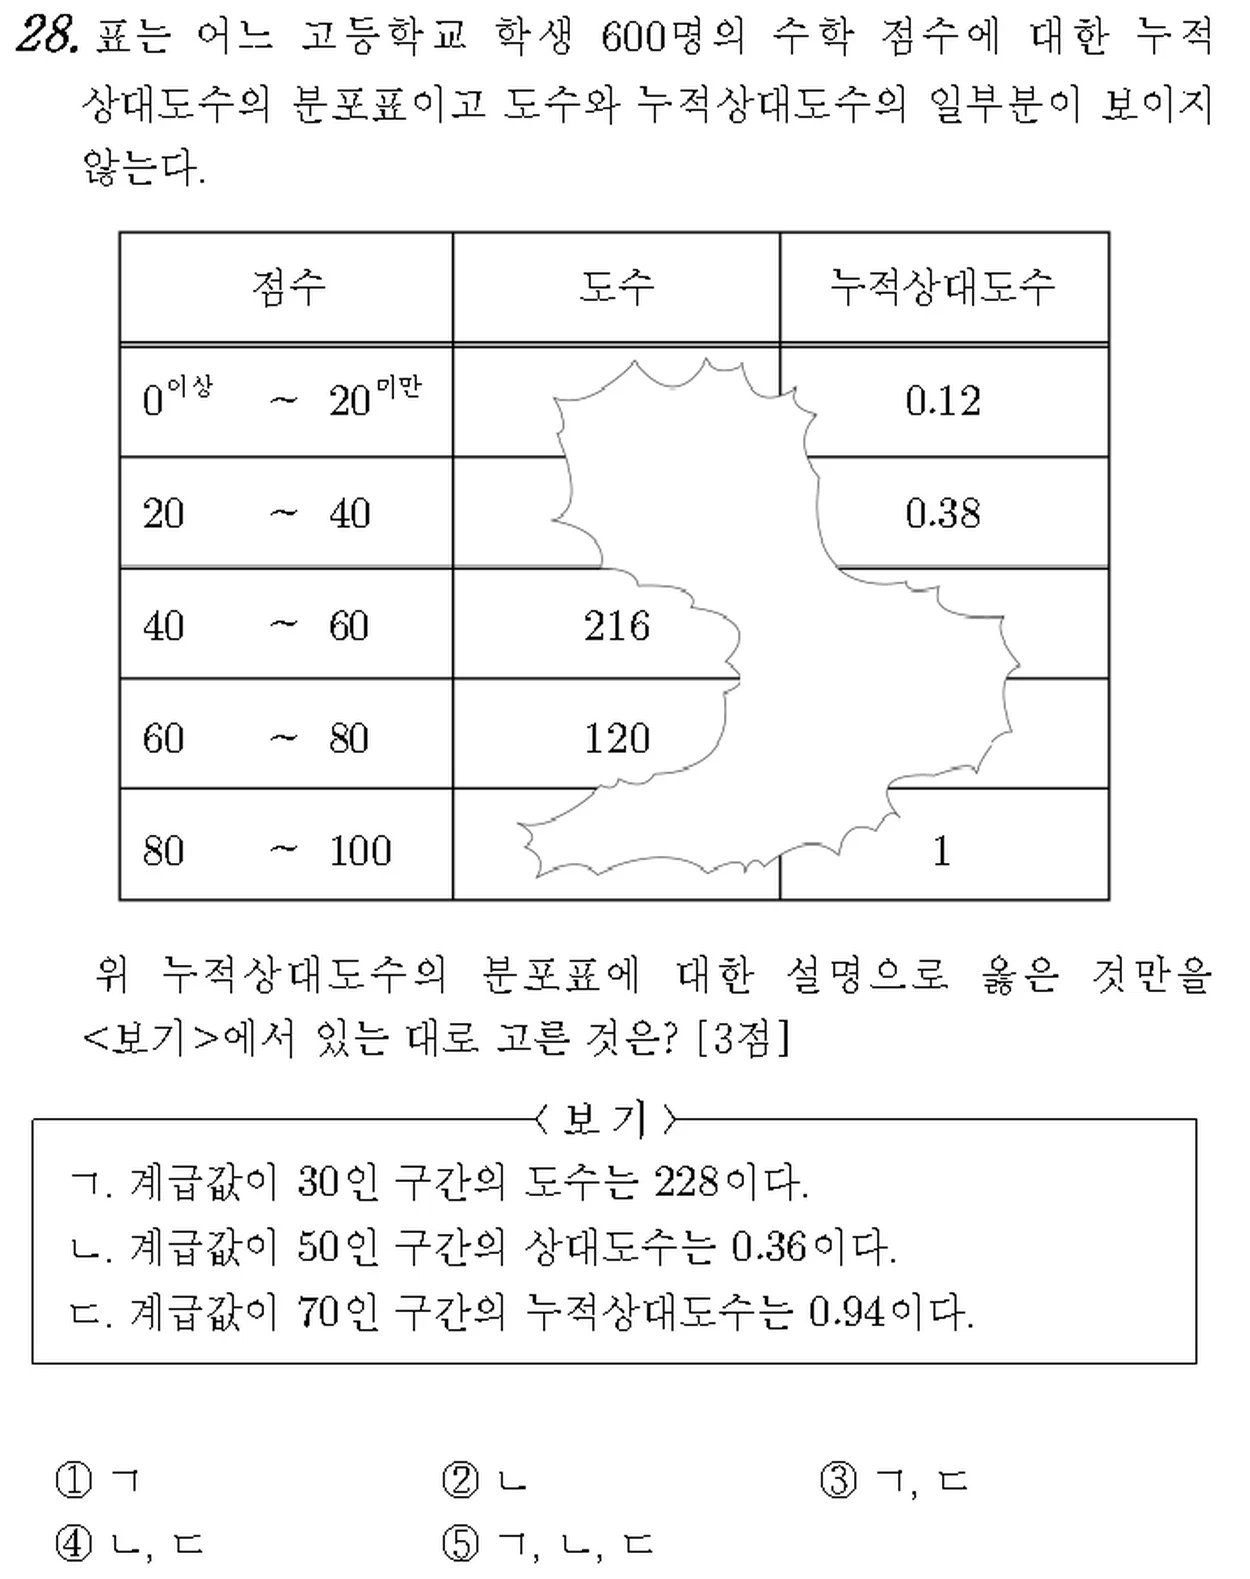 28. 표는 어느 고등학교 학생 600명의 수학 점수에 대한 누적
상대도수의 분포표이고 도수와 누적상대도수의 일부분이 보이지
않는다.
점수 도수 누적상대도수
0이상 ~ 20미만 0.12
20 ~ 40 0.38
40 ~ 60 216
60 ~ 80 120
80 ~ 100 1
위 누적상대도수의 분포표에 대한 설명으로 옳은 것만을
<보기>에서 있는 대로 고른 것은? [3점]
〈 보 기 〉
ㄱ. 계급값이 30인 구간의 도수는 228이다.
ㄴ. 계급값이 50인 구간의 상대도수는 0.36이다.
ㄷ. 계급값이 70인 구간의 누적상대도수는 0.94이다.
① ㄱ ② ㄴ ③ ㄱ, ㄷ
④ ㄴ, ㄷ ⑤ ㄱ, ㄴ, ㄷ